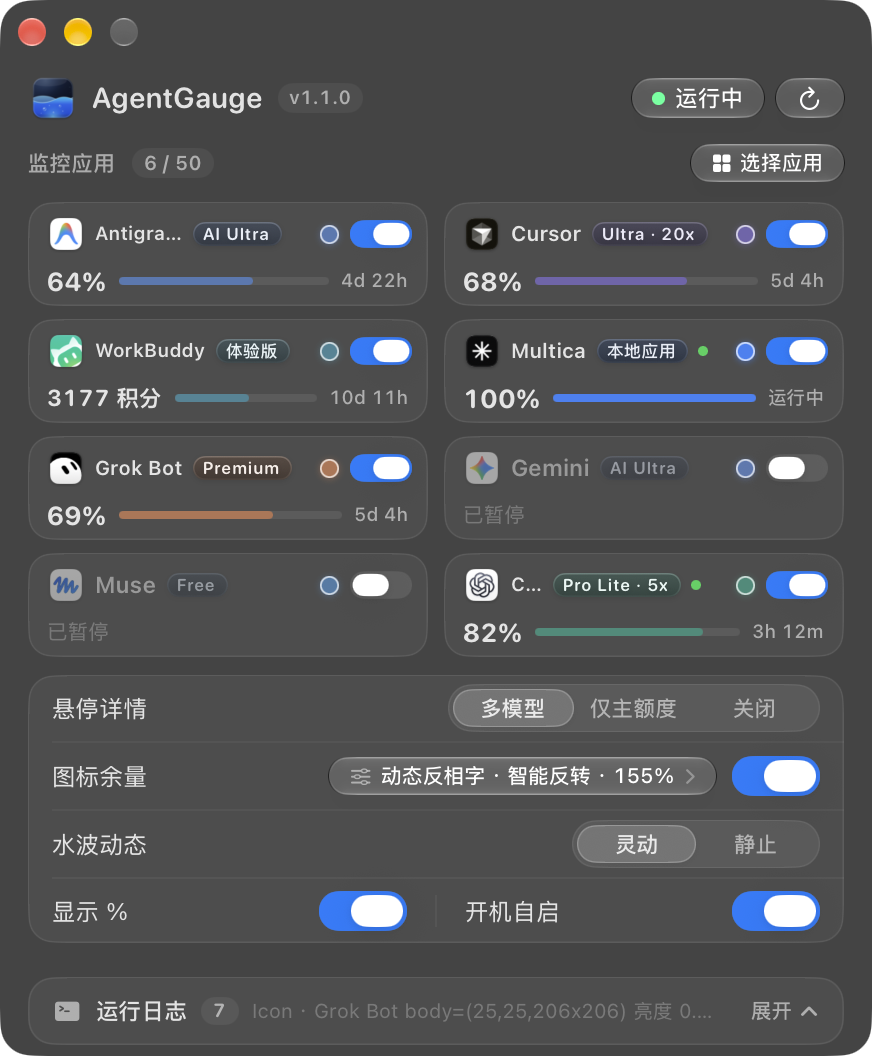 AgentGauge v1.1.0 运行中
监控应用 6 / 50 选择应用
Antigra... AI Ultra
64% 4d 22h
Cursor Ultra · 20x
68% 5d 4h
WorkBuddy 体验版
3177 积分 10d 11h
Multica 本地应用
100% 运行中
Grok Bot Premium
69% 5d 4h
Gemini AI Ultra
已暂停
Muse Free
已暂停
C... Pro Lite · 5x
82% 3h 12m
悬停详情 多模型 仅主额度 关闭
图标余量 动态反相字 · 智能反转 · 155%
水波动态 灵动 静止
显示 % 开机自启
运行日志 7 Icon · Grok Bot body=(25,25,206x206) 亮度 0.... 展开